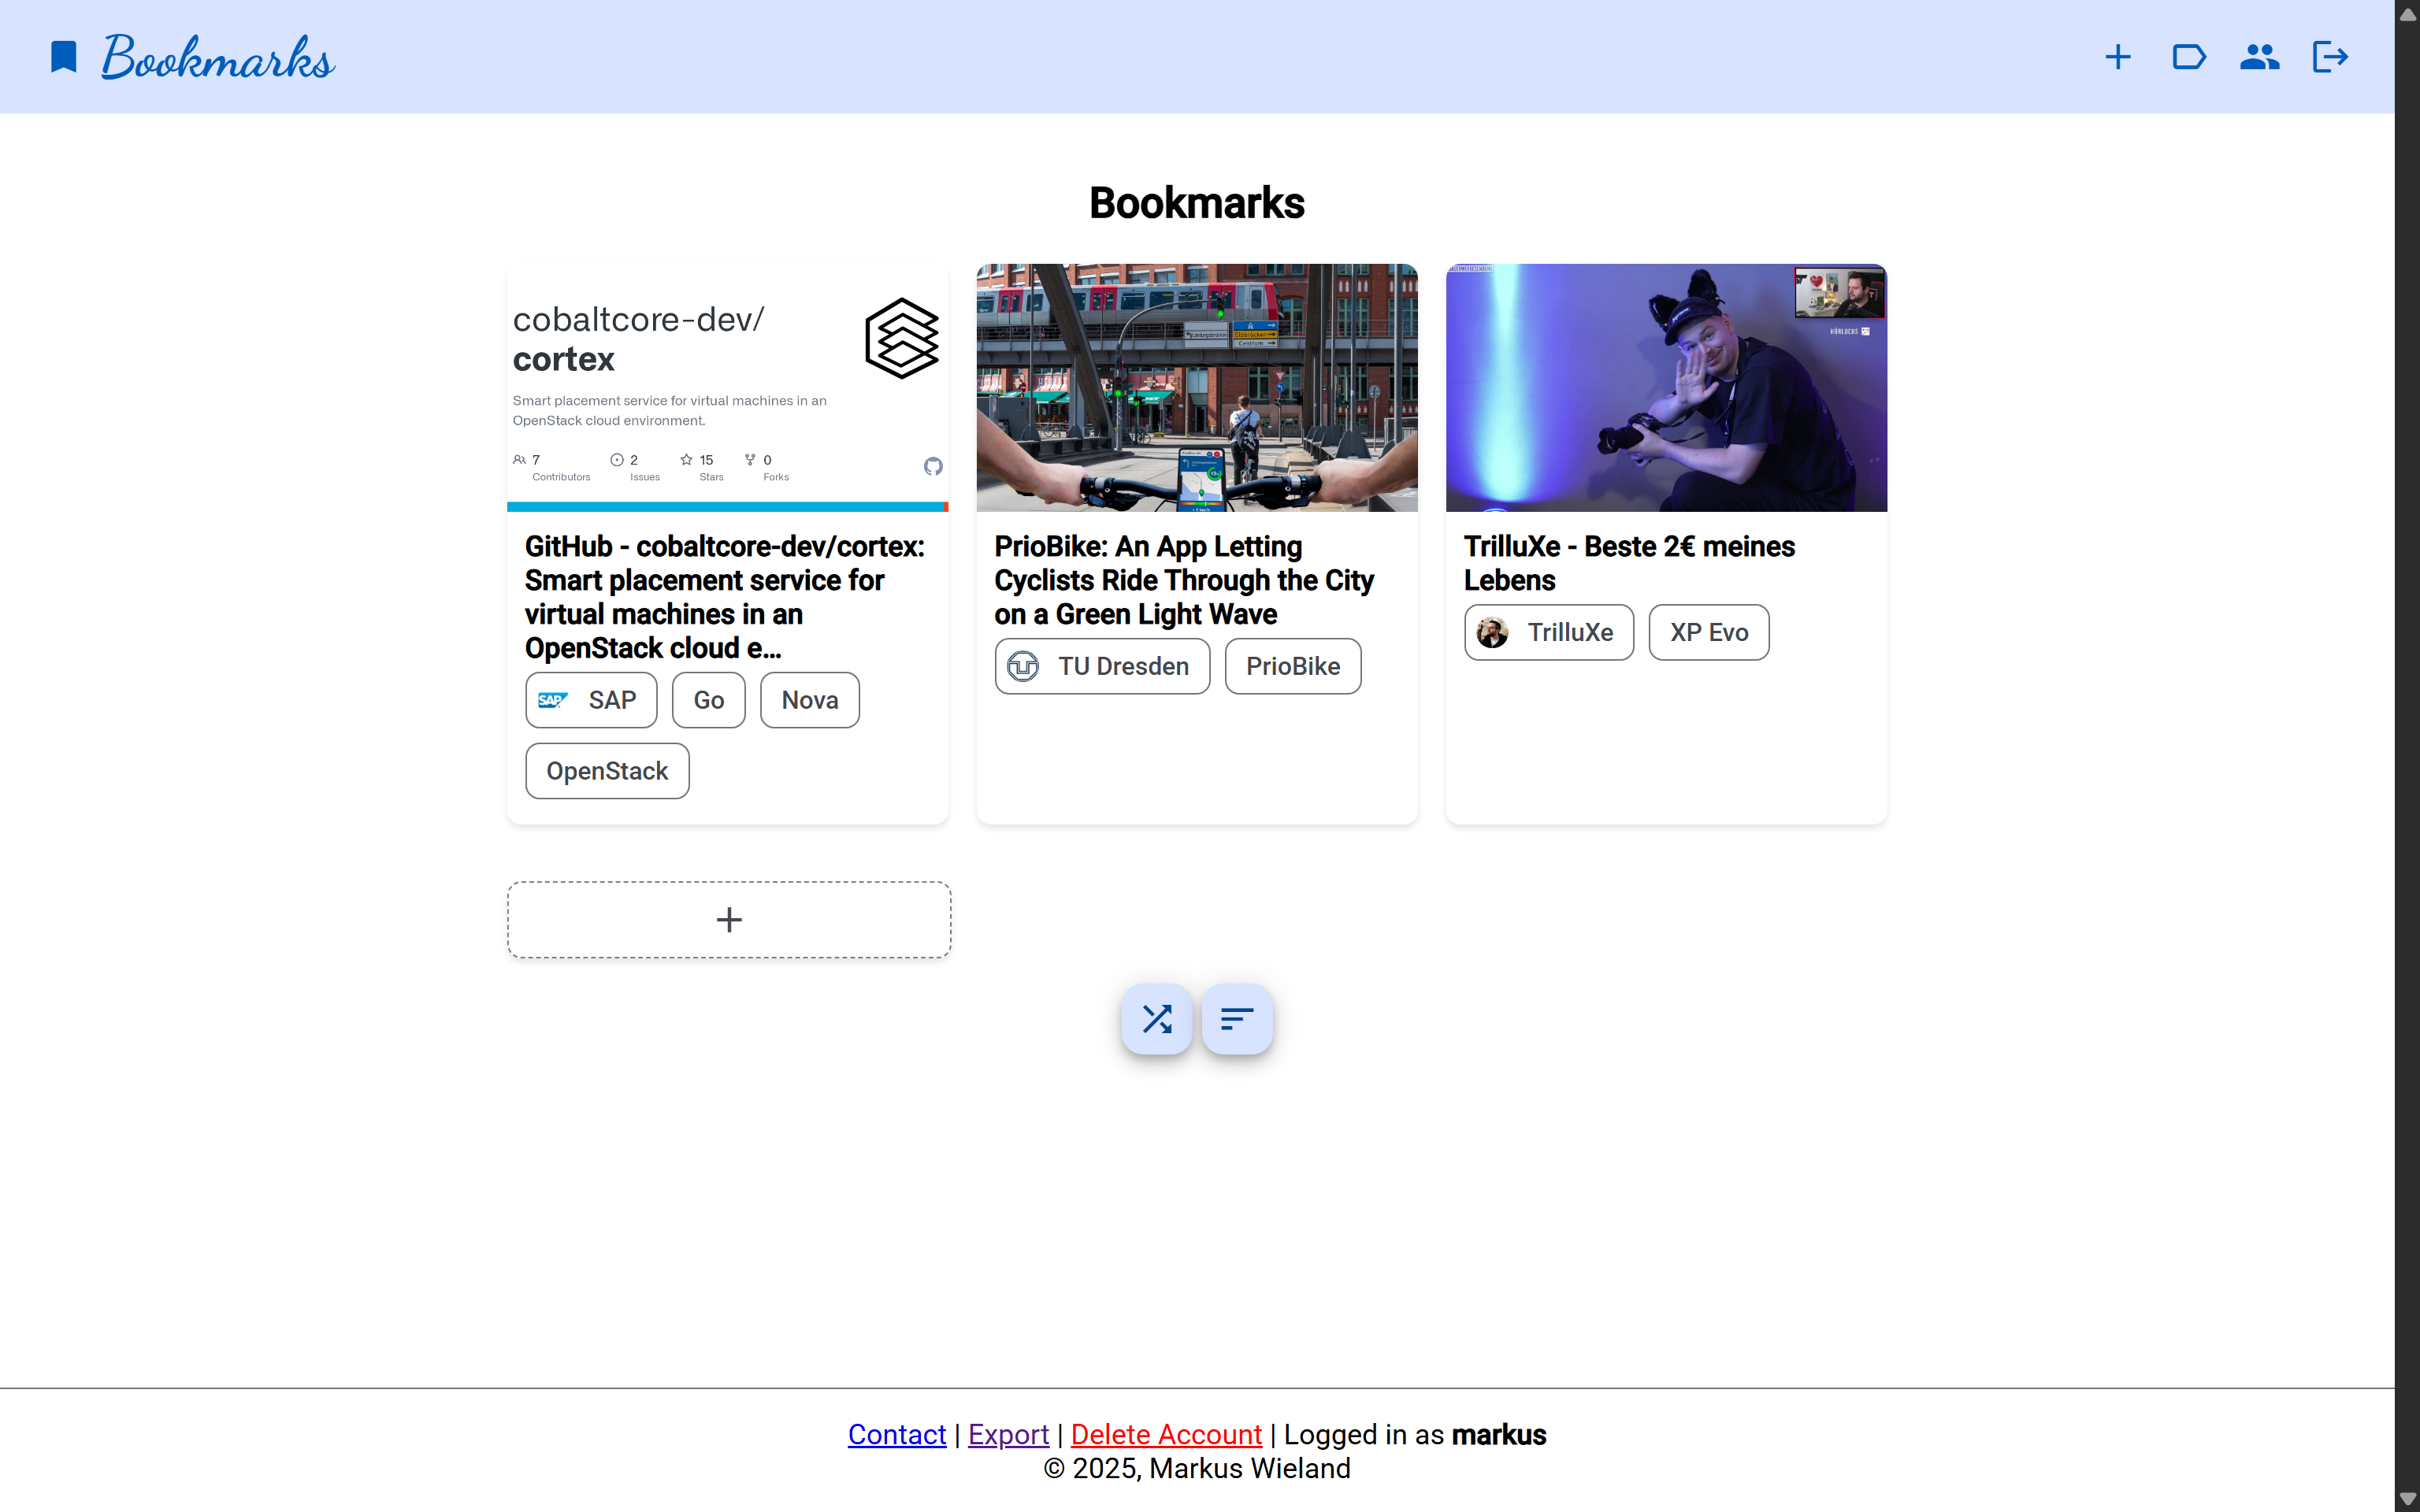 Bookmarks
Bookmarks
cobaltcore-dev/
cortex
Smart placement service for virtual machines in an
OpenStack cloud environment.
7 2 15 0
Contributors Issues Stars Forks
GitHub - cobaltcore-dev/cortex:
Smart placement service for
virtual machines in an
OpenStack cloud e...
SAP SAP Go Nova
OpenStack
Centrum
PrioBike: An App Letting
Cyclists Ride Through the City
on a Green Light Wave
TU Dresden PrioBike
HÖRLUCHS
TrilluXe - Beste 2€ meines
Lebens
TrilluXe XP Evo
Contact | Export | Delete Account | Logged in as markus
© 2025, Markus Wieland